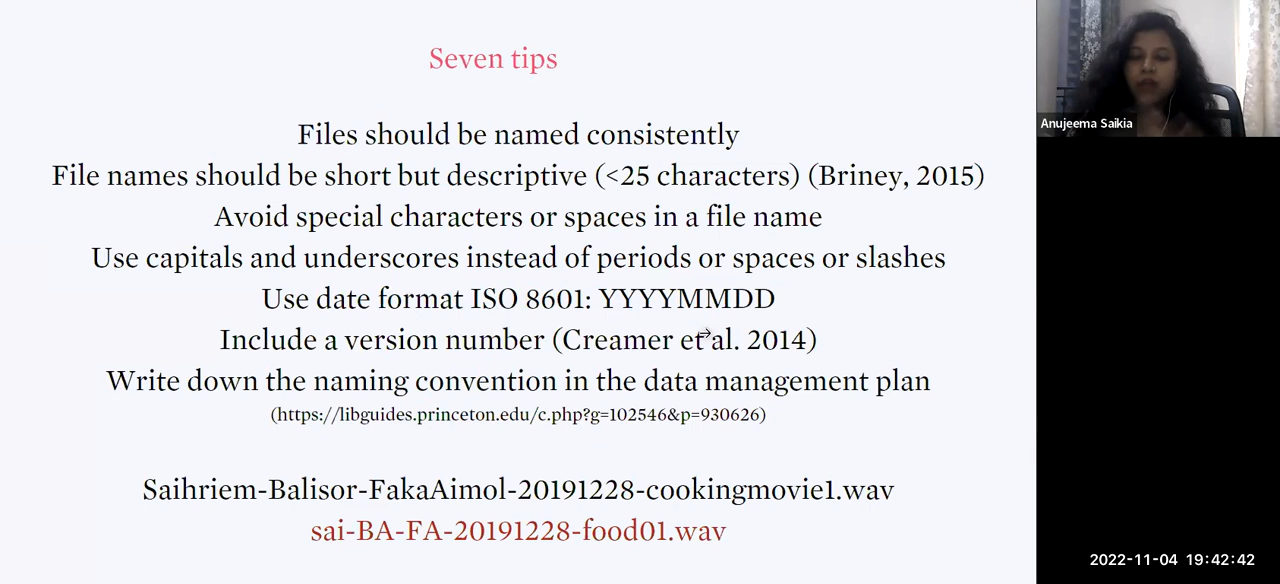 Seven tips
Files should be named consistently
File names should be short but descriptive (<25 characters) (Briney, 2015)
Avoid special characters or spaces in a file name
Use capitals and underscores instead of periods or spaces or slashes
Use date format ISO 8601: YYYYMMDD
Include a version number (Creamer et al. 2014)
Write down the naming convention in the data management plan
(https://libguides.princeton.edu/c.php?g=102546&p=930626)
Saihriem-Balisor-FakaAimol-20191228-cookingmovie1.wav
sai-BA-FA-20191228-food01.wav
Anujeema Saikia
2022-11-04 19:42:42